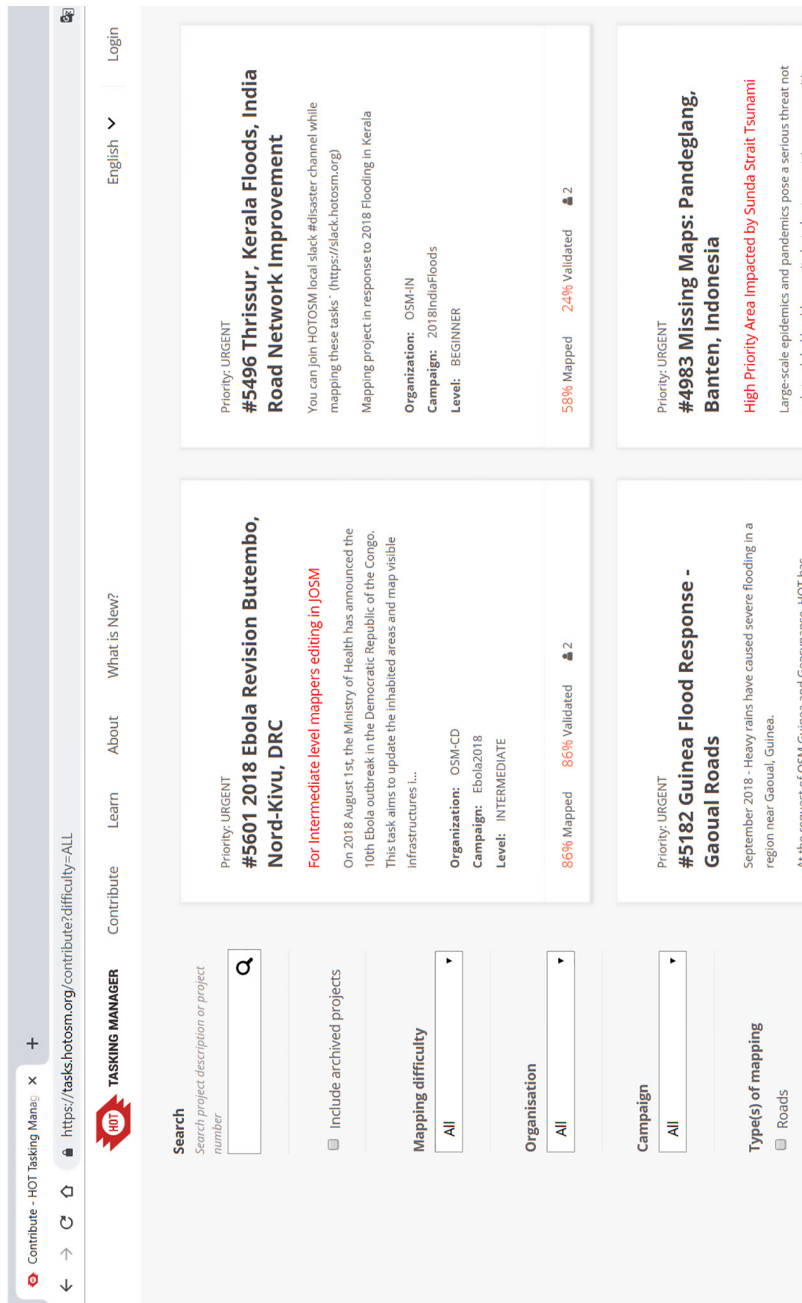 Contribute - HOT Tasking Manag
https://tasks.hotosm.org/contribute?difficulty=ALL
HOT TASKING MANAGER
Contribute
Learn
About
What is New?
English
Login
Search
Search project description or project
number
Include archived projects
Mapping difficulty
All
Organisation
All
Campaign
All
Type(s) of mapping
Roads
Priority: URGENT
#5601 2018 Ebola Revision Butembo,
Nord-Kivu, DRC
For Intermediate level mappers editing in JOSM
On 2018 August 1st, the Ministry of Health has announced the
10th Ebola outbreak in the Democratic Republic of the Congo.
This task aims to update the inhabited areas and map visible
infrastructures i...
Organization: OSM-CD
Campaign: Ebola2018
Level: INTERMEDIATE
86% Mapped 86% Validated 2
Priority: URGENT
#5496 Thrissur, Kerala Floods, India
Road Network Improvement
You can join HOTOSM local slack #disaster channel while
mapping these tasks` (https://slack.hotosm.org)
Mapping project in response to 2018 Flooding in Kerala
Organization: OSM-IN
Campaign: 2018IndiaFloods
Level: BEGINNER
58% Mapped 24% Validated 2
Priority: URGENT
#5182 Guinea Flood Response -
Gaoual Roads
September 2018 - Heavy rains have caused severe flooding in a
region near Gaoual, Guinea.
Priority: URGENT
#4983 Missing Maps: Pandeglang,
Banten, Indonesia
High Priority Area Impacted by Sunda Strait Tsunami
Large-scale epidemics and pandemics pose a serious threat not